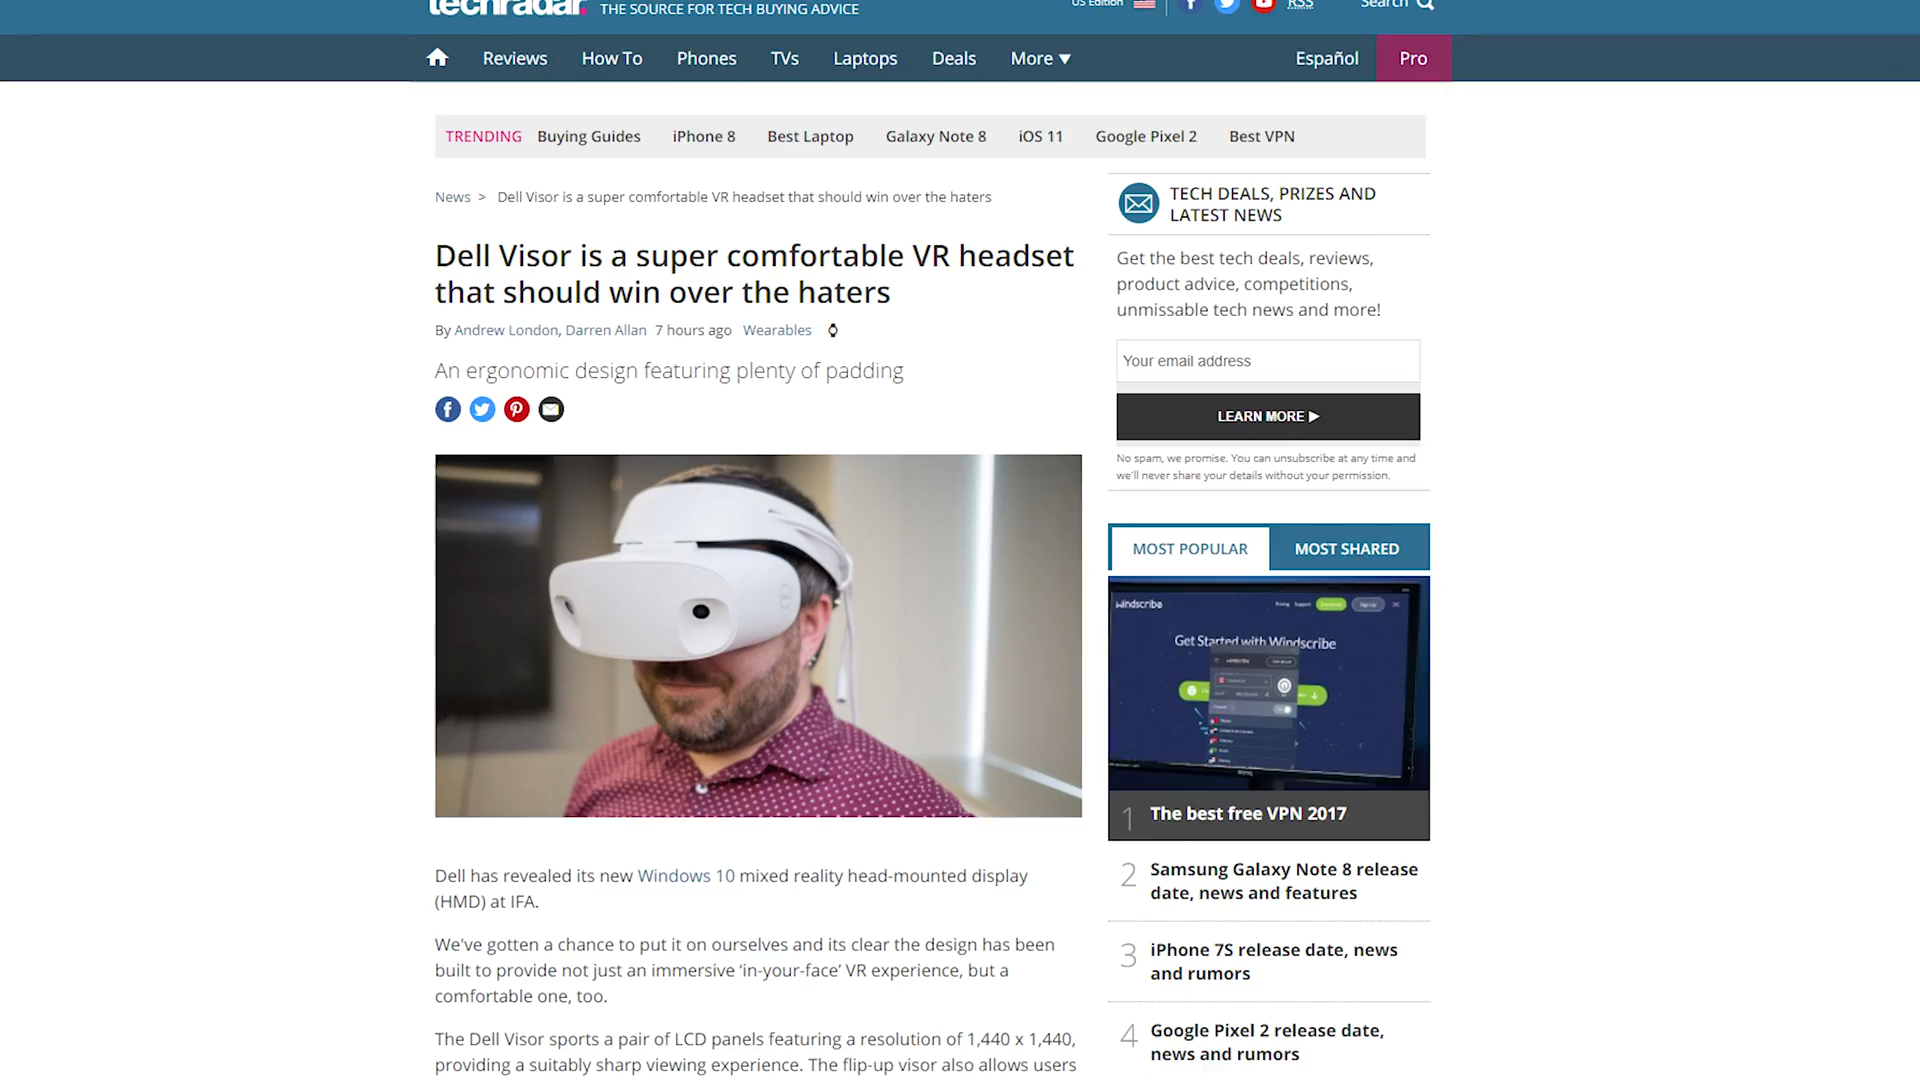 techradar. THE SOURCE FOR TECH BUYING ADVICE
US Edition RSS Search
Reviews How To Phones TVs Laptops Deals More ▼ Español Pro
TRENDING Buying Guides iPhone 8 Best Laptop Galaxy Note 8 iOS 11 Google Pixel 2 Best VPN
News > Dell Visor is a super comfortable VR headset that should win over the haters
Dell Visor is a super comfortable VR headset
that should win over the haters
By Andrew London, Darren Allan 7 hours ago Wearables
An ergonomic design featuring plenty of padding
Dell has revealed its new Windows 10 mixed reality head-mounted display
(HMD) at IFA.
We've gotten a chance to put it on ourselves and its clear the design has been
built to provide not just an immersive ‘in-your-face’ VR experience, but a
comfortable one, too.
The Dell Visor sports a pair of LCD panels featuring a resolution of 1,440 x 1,440,
providing a suitably sharp viewing experience. The flip-up visor also allows users
TECH DEALS, PRIZES AND
LATEST NEWS
Get the best tech deals, reviews,
product advice, competitions,
unmissable tech news and more!
Your email address
LEARN MORE ▶
No spam, we promise. You can unsubscribe at any time and
we'll never share your details without your permission.
MOST POPULAR MOST SHARED
windscribe Pricing Support Sign Up
Get Started with Windscribe
windscribe
BENQ
1 The best free VPN 2017
2 Samsung Galaxy Note 8 release
date, news and features
3 iPhone 7S release date, news
and rumors
4 Google Pixel 2 release date,
news and rumors